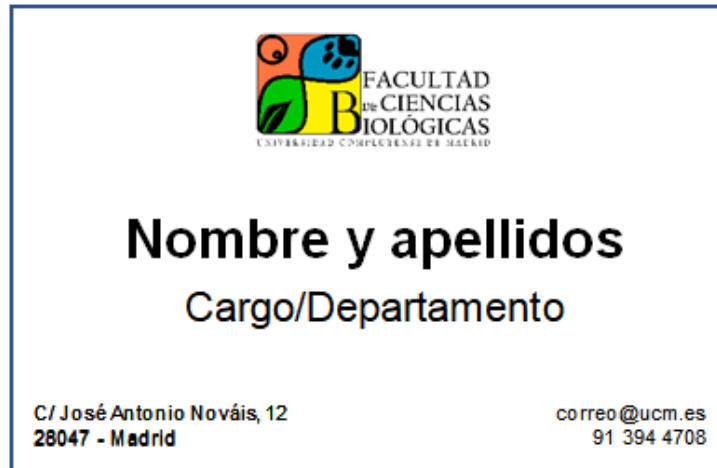 FACULTAD
DE CIENCIAS
BIOLÓGICAS
UNIVERSIDAD COMPLUTENSE DE MADRID
Nombre y apellidos
Cargo/Departamento
C/ José Antonio Nováis, 12
28047 - Madrid
correo@ucm.es
91 394 4708